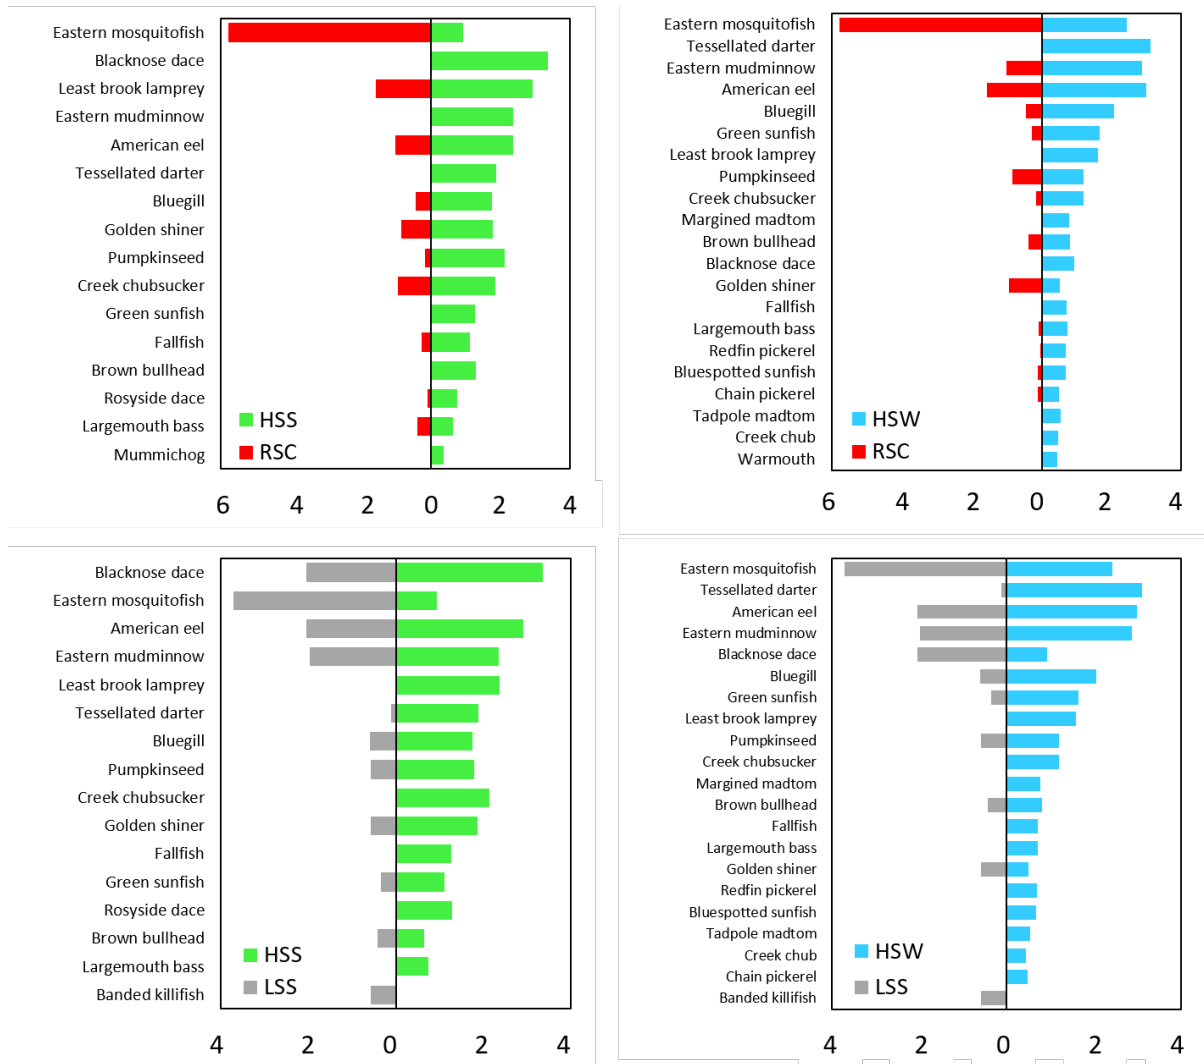 Eastern mosquitofish
Blacknose dace
Least brook lamprey
Eastern mudminnow
American eel
Tessellated darter
Bluegill
Golden shiner
Pumpkinseed
Creek chubsucker
Green sunfish
Fallfish
Brown bullhead
Rosyside dace
Largemouth bass
Mummichog
HSS
RSC
6 4 2 0 2 4
Eastern mosquitofish
Tessellated darter
Eastern mudminnow
American eel
Bluegill
Green sunfish
Least brook lamprey
Pumpkinseed
Creek chubsucker
Margined madtom
Brown bullhead
Blacknose dace
Golden shiner
Fallfish
Largemouth bass
Redfin pickerel
Bluespotted sunfish
Chain pickerel
Tadpole madtom
Creek chub
Warmouth
HSW
RSC
6 4 2 0 2 4
Blacknose dace
Eastern mosquitofish
American eel
Eastern mudminnow
Least brook lamprey
Tessellated darter
Bluegill
Pumpkinseed
Creek chubsucker
Golden shiner
Fallfish
Green sunfish
Rosyside dace
Brown bullhead
Largemouth bass
Banded killifish
HSS
LSS
4 2 0 2 4
Eastern mosquitofish
Tessellated darter
American eel
Eastern mudminnow
Blacknose dace
Bluegill
Green sunfish
Least brook lamprey
Pumpkinseed
Creek chubsucker
Margined madtom
Brown bullhead
Fallfish
Largemouth bass
Golden shiner
Redfin pickerel
Bluespotted sunfish
Tadpole madtom
Creek chub
Chain pickerel
Banded killifish
HSW
LSS
4 2 0 2 4